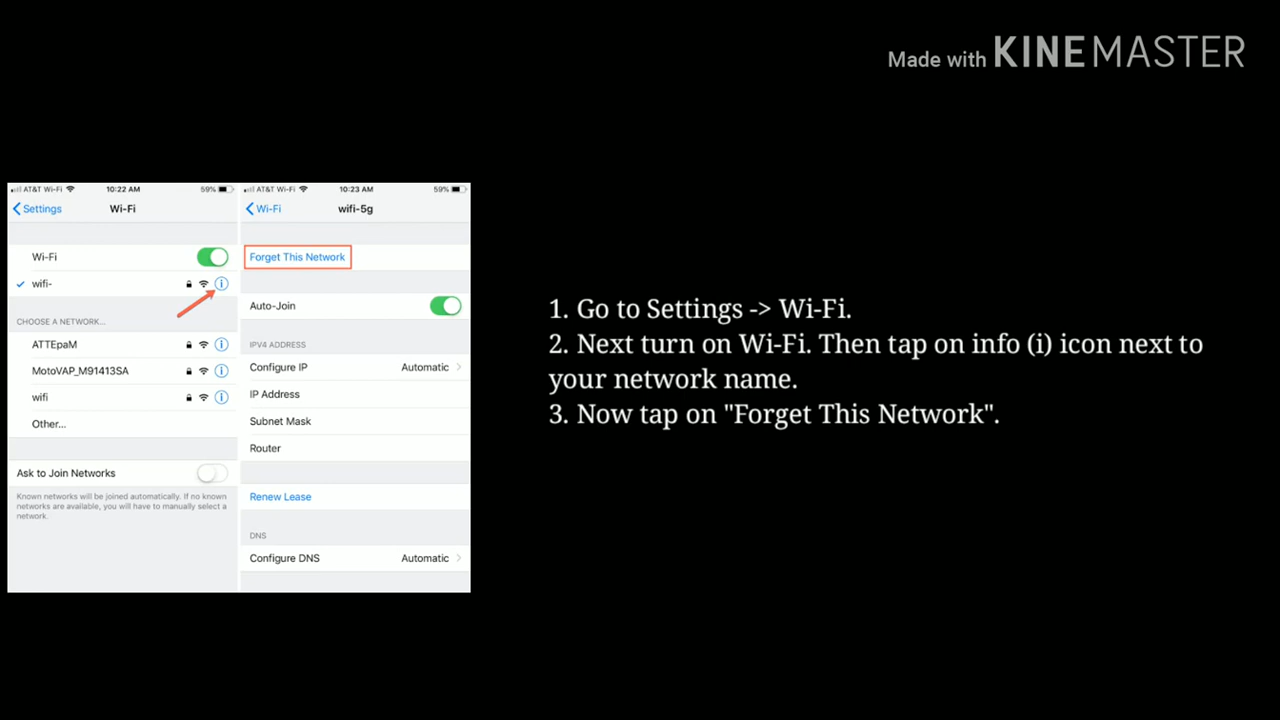 Made with KINEMASTER
AT&T Wi-Fi 10:22 AM 59%
Settings Wi-Fi
Wi-Fi
wifi-
CHOOSE A NETWORK...
ATTEpaM
MotoVAP_M91413SA
wifi
Other...
Ask to Join Networks
Known networks will be joined automatically. If no known
networks are available, you will have to manually select a
network.
AT&T Wi-Fi 10:23 AM 59%
Wi-Fi wifi-5g
Forget This Network
Auto-Join
IPV4 ADDRESS
Configure IP Automatic
IP Address
Subnet Mask
Router
Renew Lease
DNS
Configure DNS Automatic
1. Go to Settings -> Wi-Fi.
2. Next turn on Wi-Fi. Then tap on info (i) icon next to
your network name.
3. Now tap on "Forget This Network".